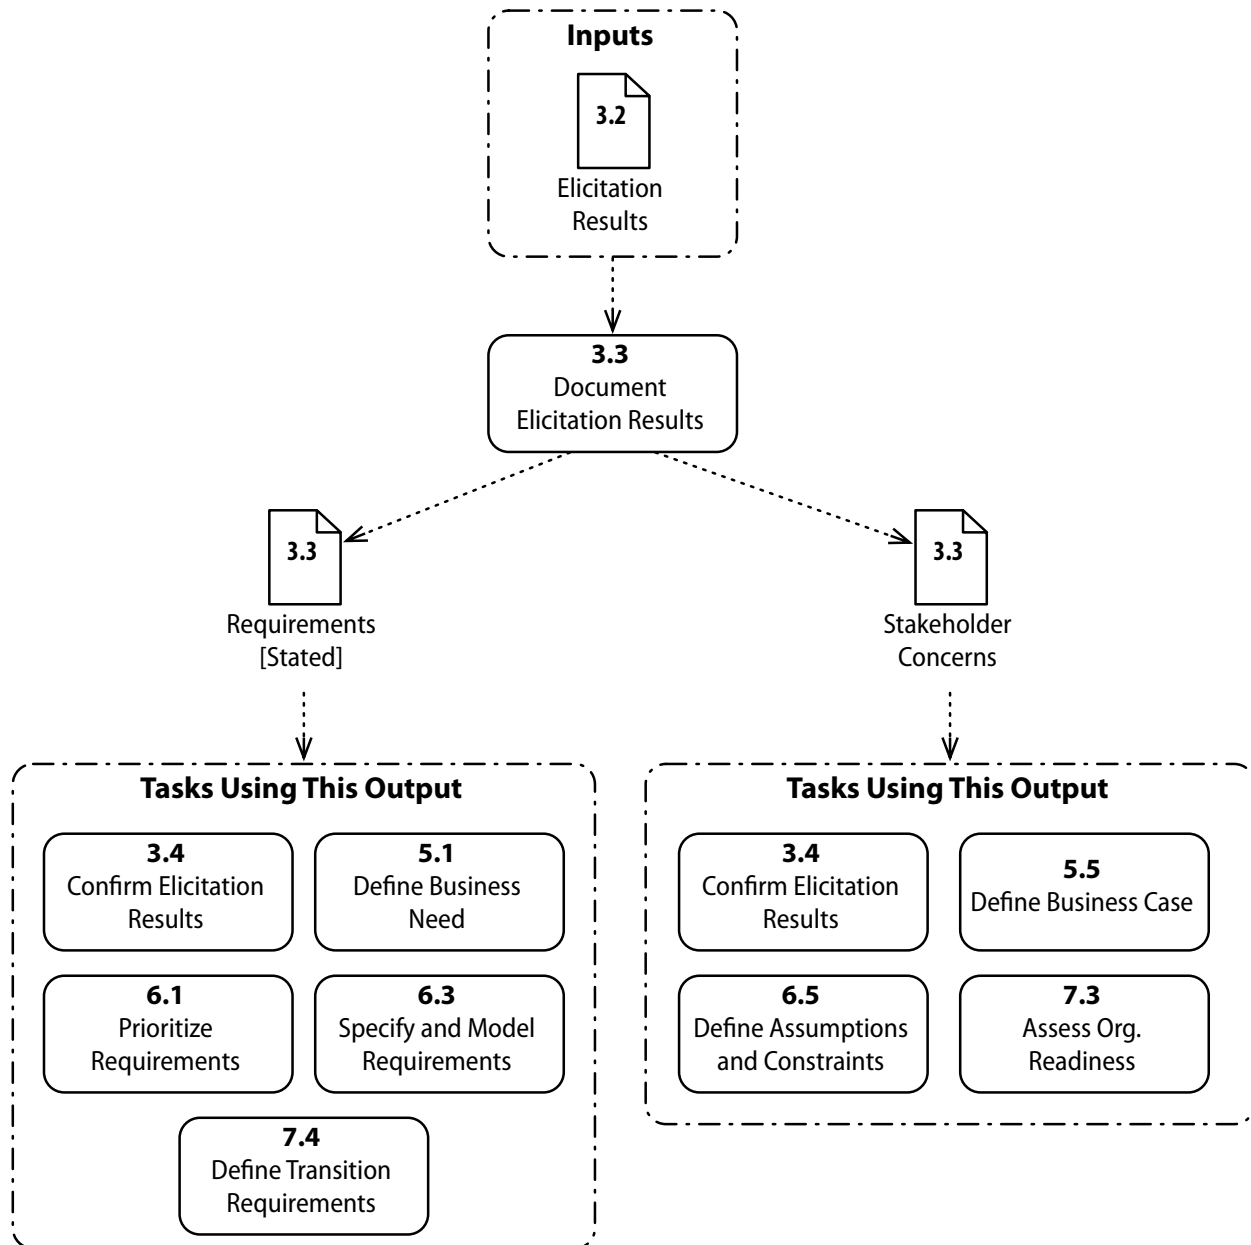 Inputs
3.2
Elicitation
Results
3.3
Document
Elicitation Results
3.3
Requirements
[Stated]
3.3
Stakeholder
Concerns
Tasks Using This Output
3.4
Confirm Elicitation
Results
5.1
Define Business
Need
6.1
Prioritize
Requirements
6.3
Specify and Model
Requirements
7.4
Define Transition
Requirements
Tasks Using This Output
3.4
Confirm Elicitation
Results
5.5
Define Business Case
6.5
Define Assumptions
and Constraints
7.3
Assess Org.
Readiness